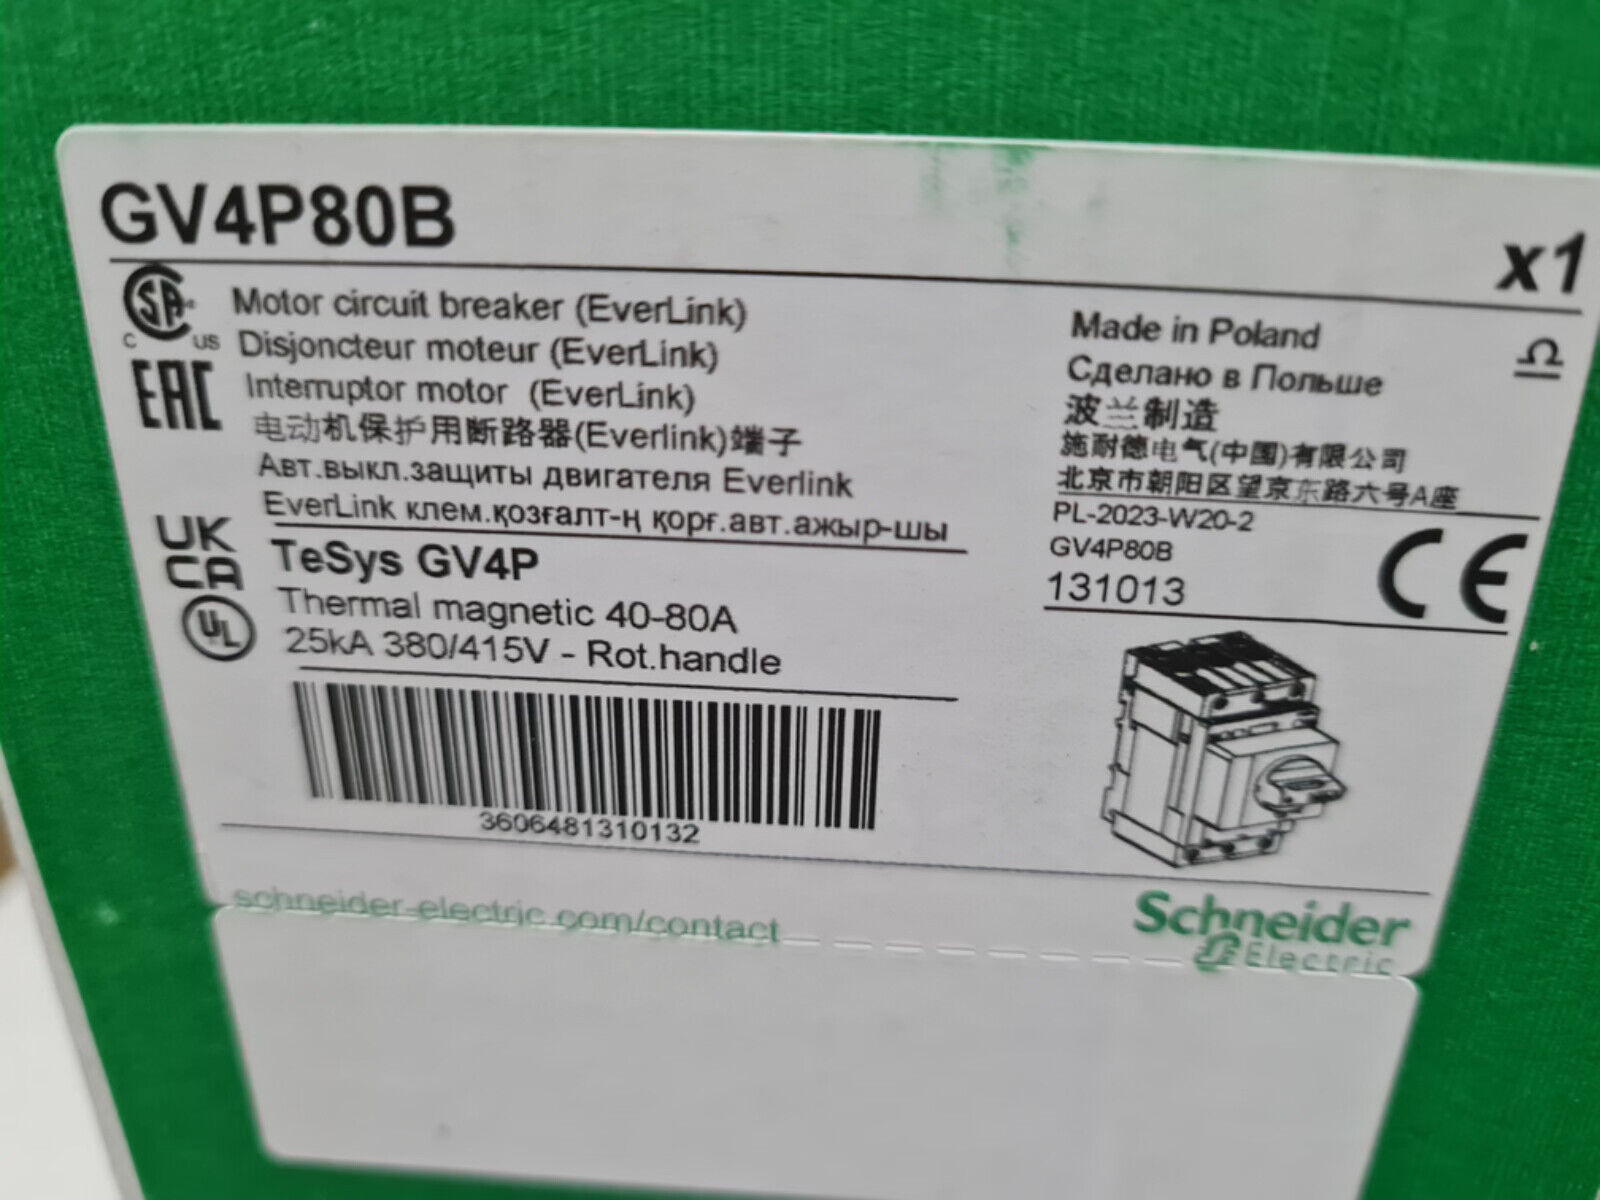 GV4P80B
x1
Motor circuit breaker (EverLink)
Disjoncteur moteur (EverLink)
Interruptor motor (EverLink)
电动机保护用断路器(Everlink)端子
Авт.выкл.защиты двигателя Everlink
EverLink клем.қозғалт-ң қорғ.авт.ажыр-шы
C SA US
EAC
UK
CA
UL
TeSys GV4P
Thermal magnetic 40-80A
25kA 380/415V - Rot.handle
3606481310132
Made in Poland
Сделано в Польше
波兰制造
施耐德电气(中国)有限公司
北京市朝阳区望京东路六号A座
PL-2023-W20-2
GV4P80B
131013
CE
schneider-electric.com/contact
Schneider
Electric